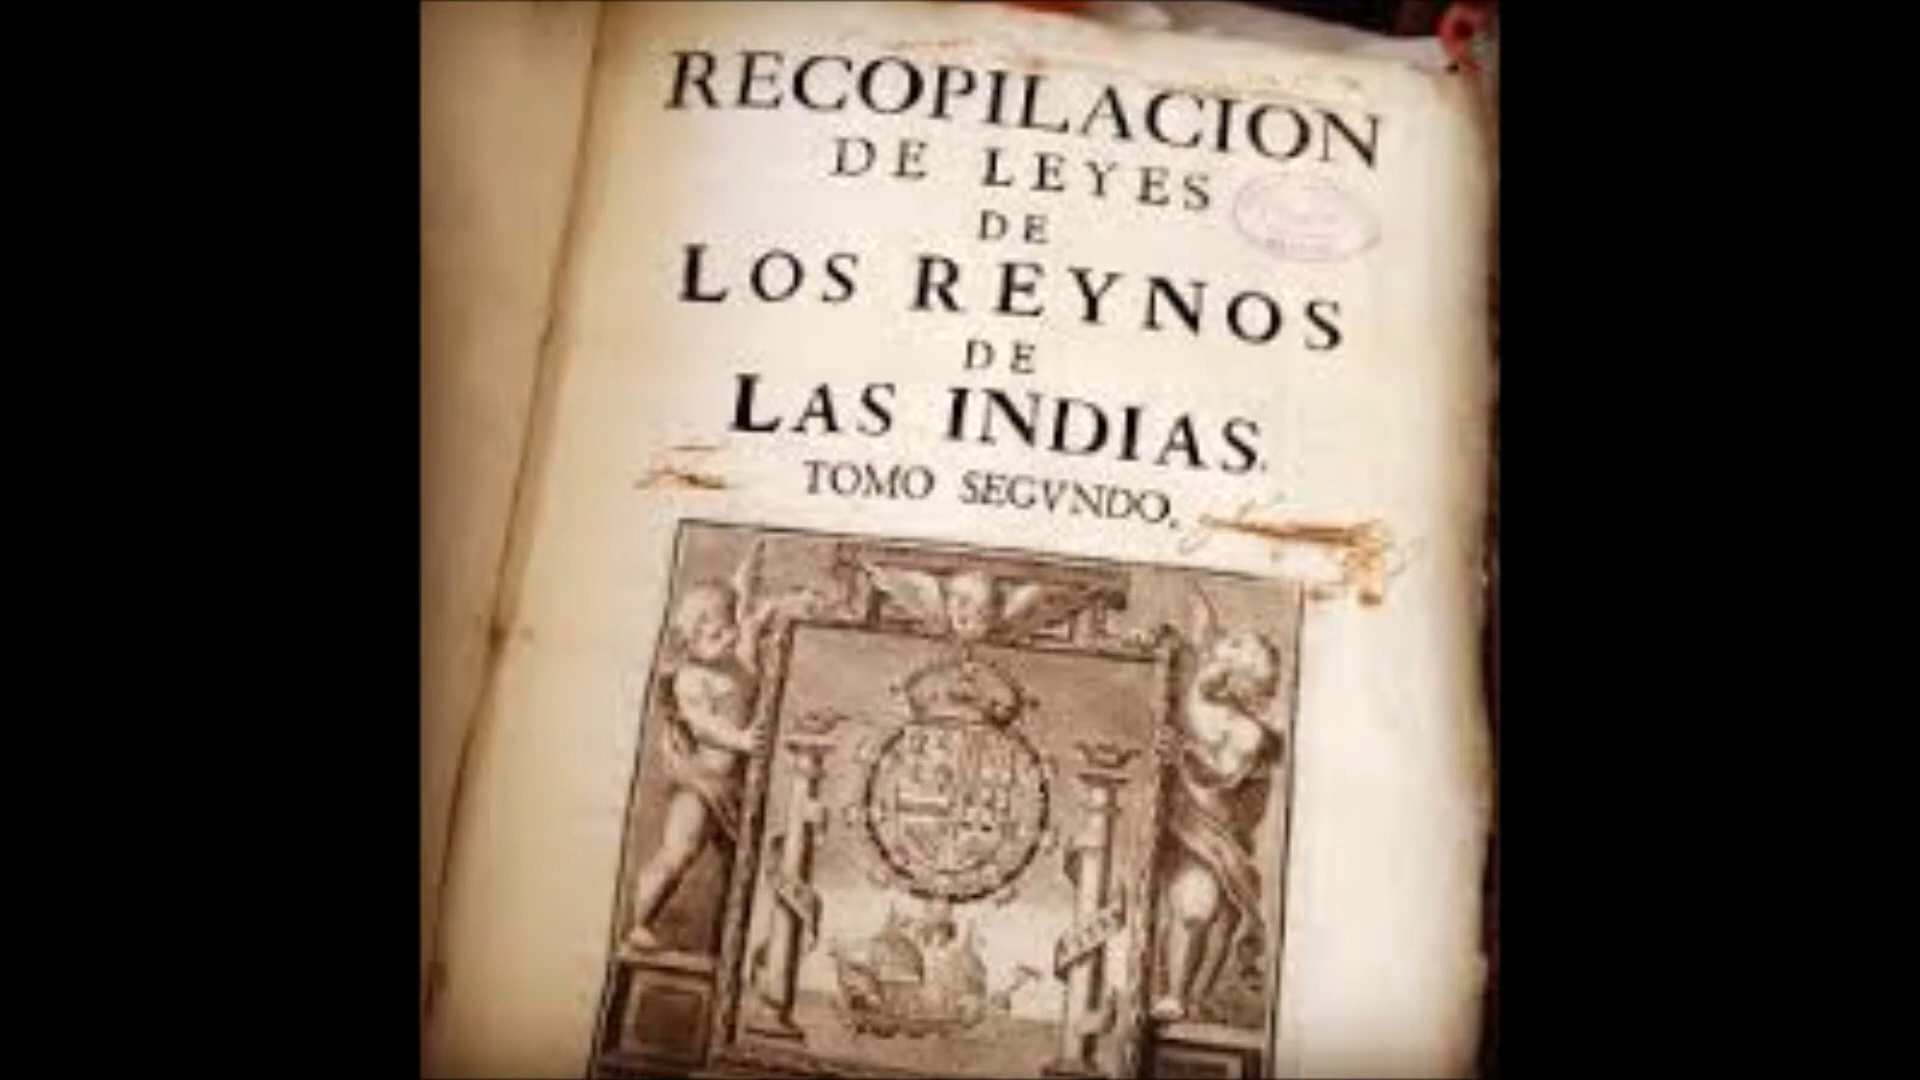 RECOPILACION
DE LEYES
DE
LOS REYNOS
DE
LAS INDIAS.
TOMO SEGVNDO.